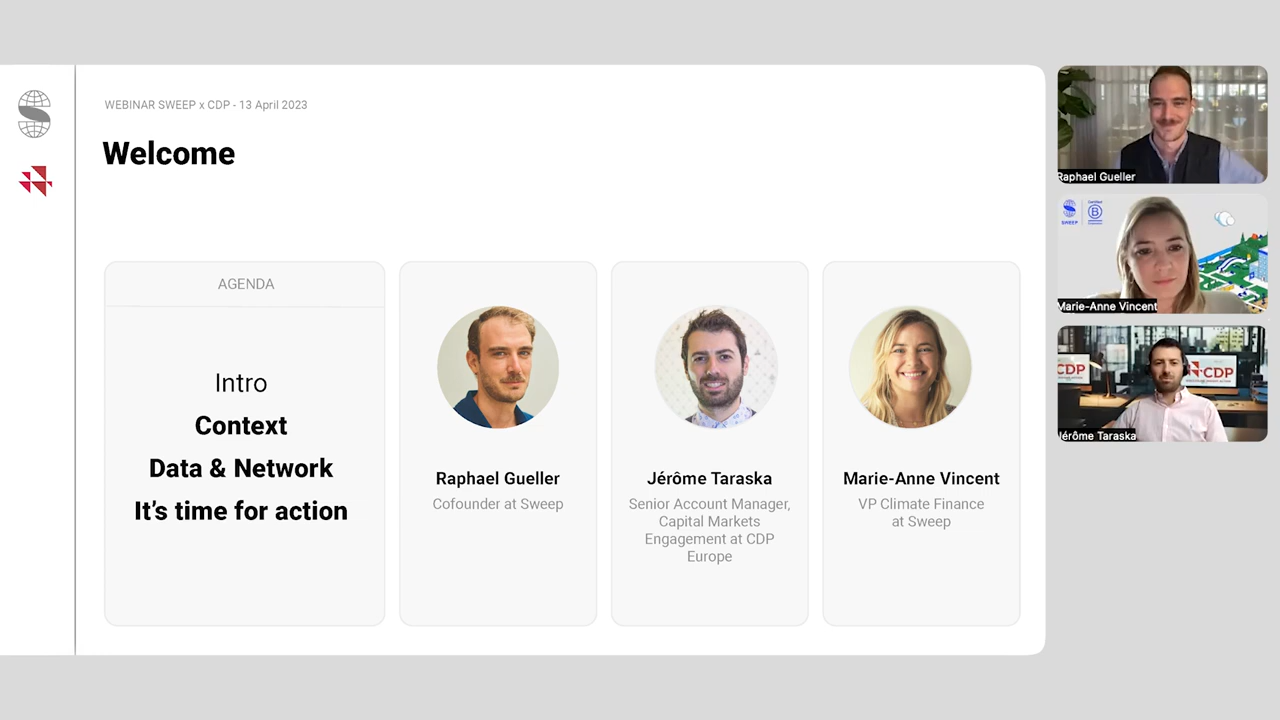 WEBINAR SWEEP x CDP - 13 April 2023
Welcome
AGENDA
Intro
Context
Data & Network
It's time for action
Raphael Gueller
Cofounder at Sweep
Jérôme Taraska
Senior Account Manager,
Capital Markets
Engagement at CDP
Europe
Marie-Anne Vincent
VP Climate Finance
at Sweep
Raphael Gueller
SWEEP
Certified
B
Marie-Anne Vincent
CDP
CDP
Jérôme Taraska